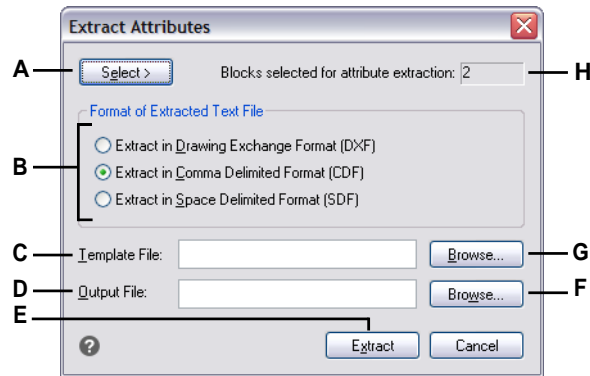 Extract Attributes
A Select > Blocks selected for attribute extraction: 2 H
Format of Extracted Text File
Extract in Drawing Exchange Format (DXF)
B Extract in Comma Delimited Format (CDF)
Extract in Space Delimited Format (SDF)
C Template File: Browse... G
D Output File: Browse... F
E
? Extract Cancel